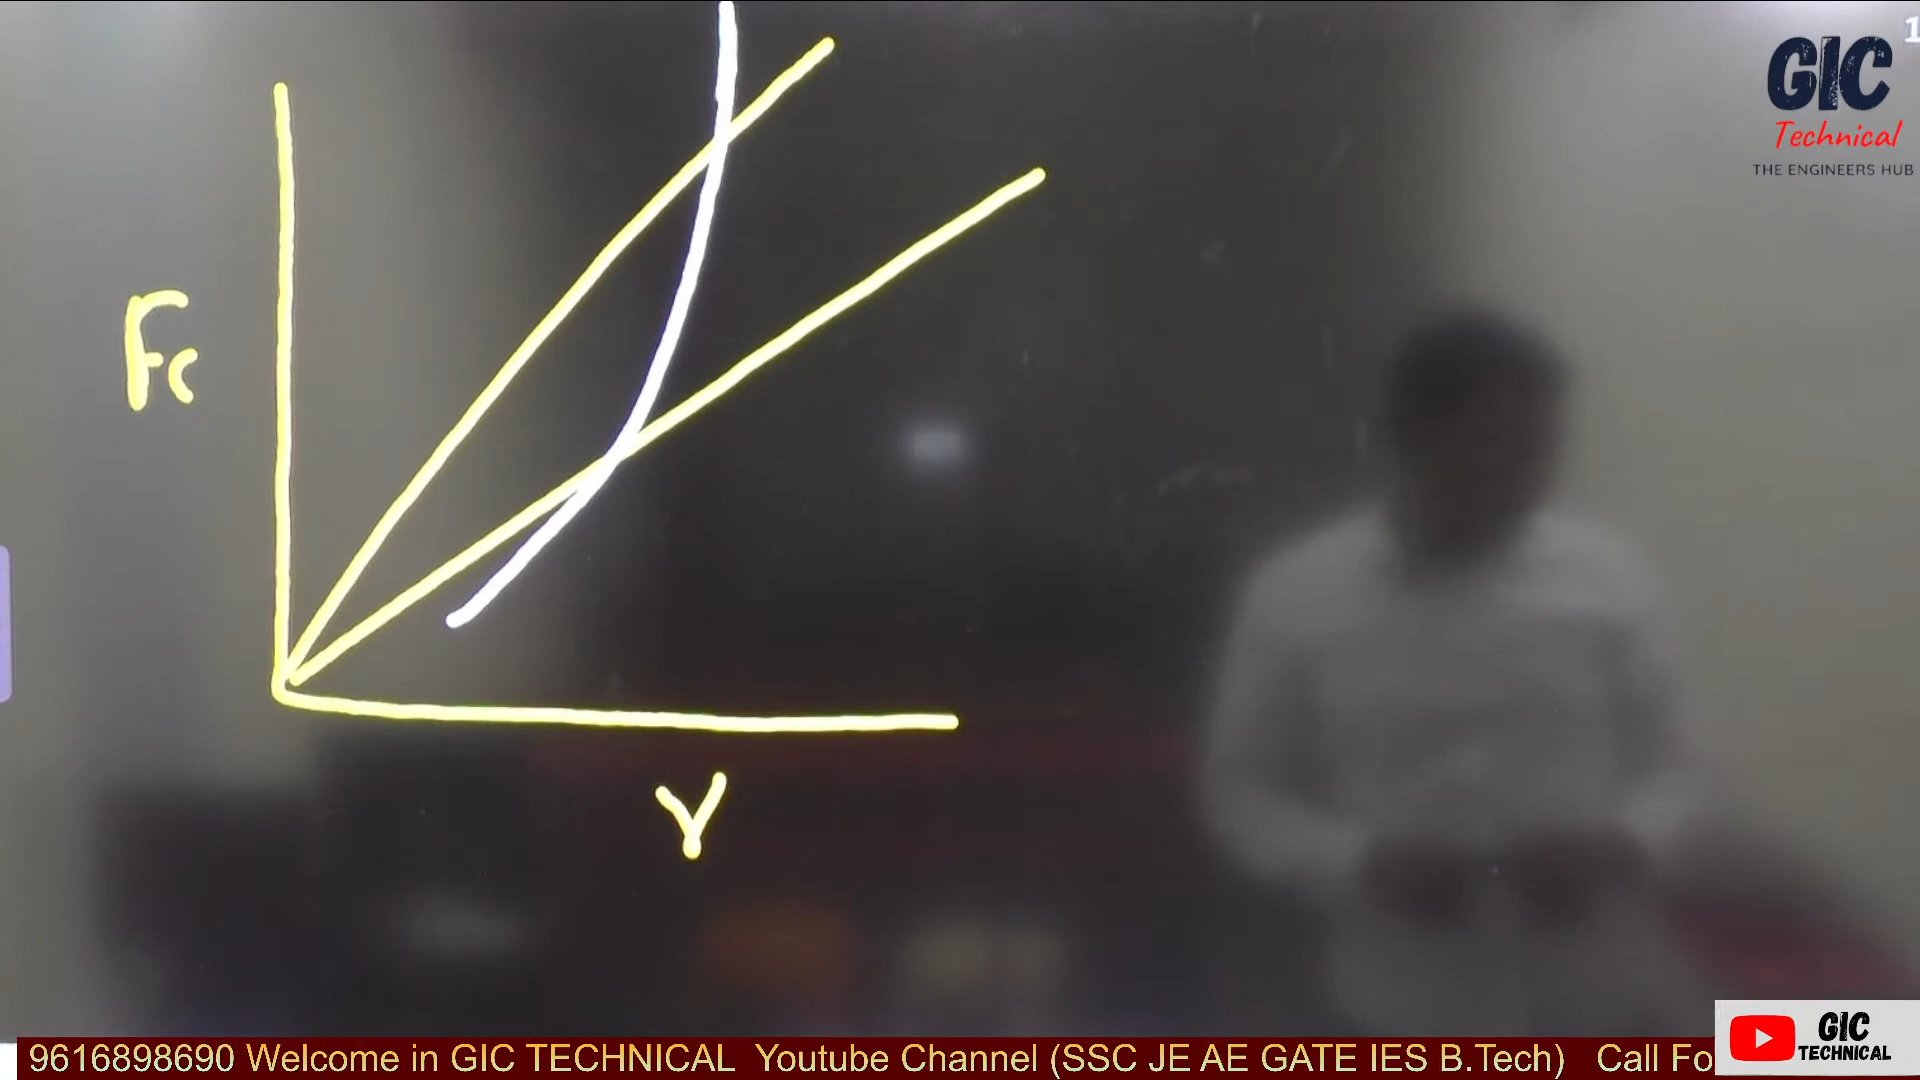 1
GIC
Technical
THE ENGINEERS HUB
Fc
r
9616898690 Welcome in GIC TECHNICAL Youtube Channel (SSC JE AE GATE IES B.Tech) Call Fo
GIC
TECHNICAL